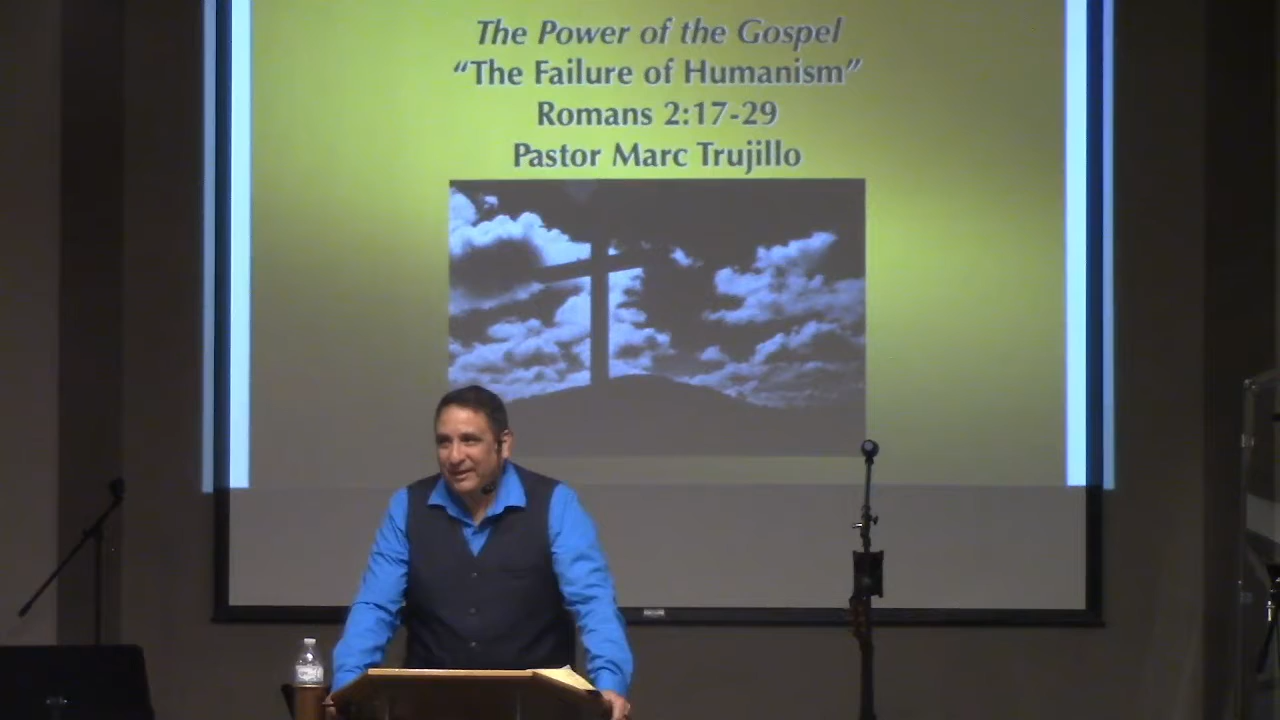 The Power of the Gospel
“The Failure of Humanism”
Romans 2:17-29
Pastor Marc Trujillo